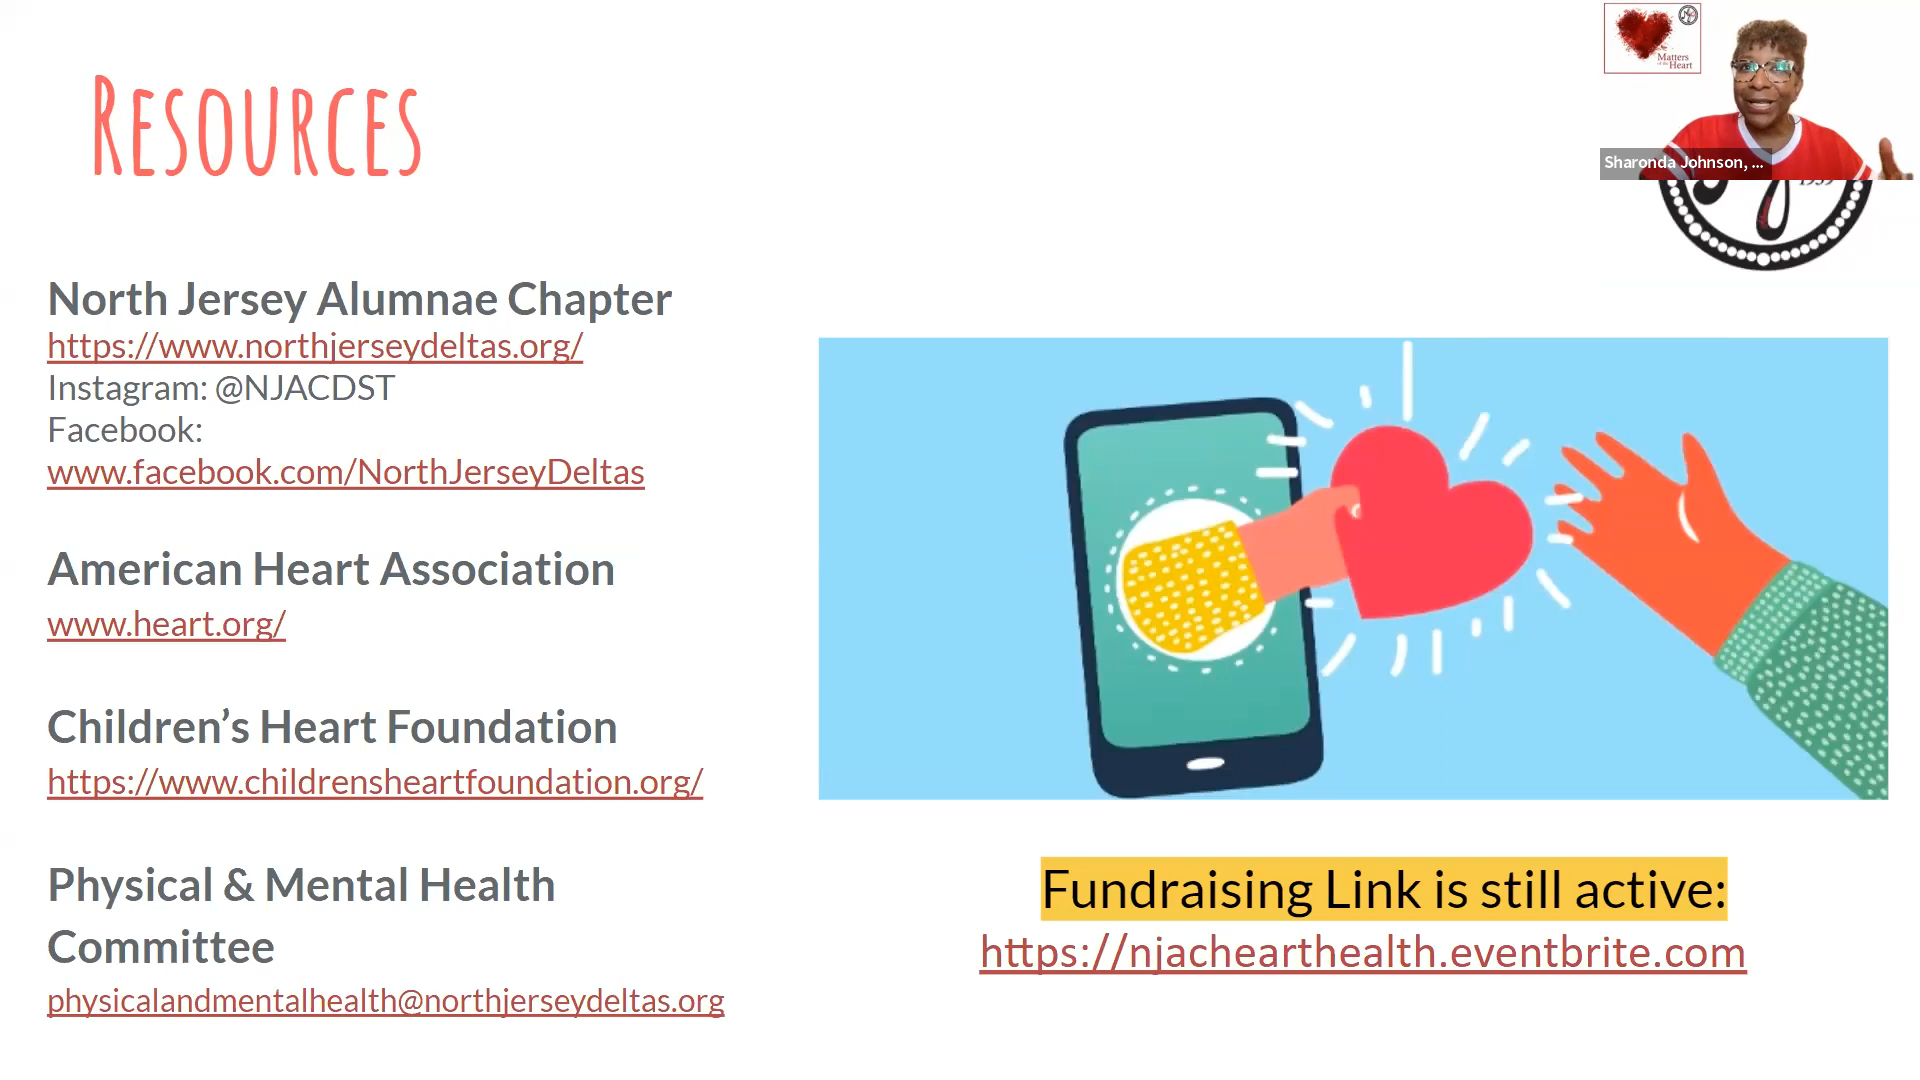 Resources
Matters
of the Heart
Sharonda Johnson, ...
North Jersey Alumnae Chapter
https://www.northjerseydeltas.org/
Instagram: @NJACDST
Facebook:
www.facebook.com/NorthJerseyDeltas
American Heart Association
www.heart.org/
Children’s Heart Foundation
https://www.childrensheartfoundation.org/
Physical & Mental Health
Committee
physicalandmentalhealth@northjerseydeltas.org
Fundraising Link is still active:
https://njachearthealth.eventbrite.com